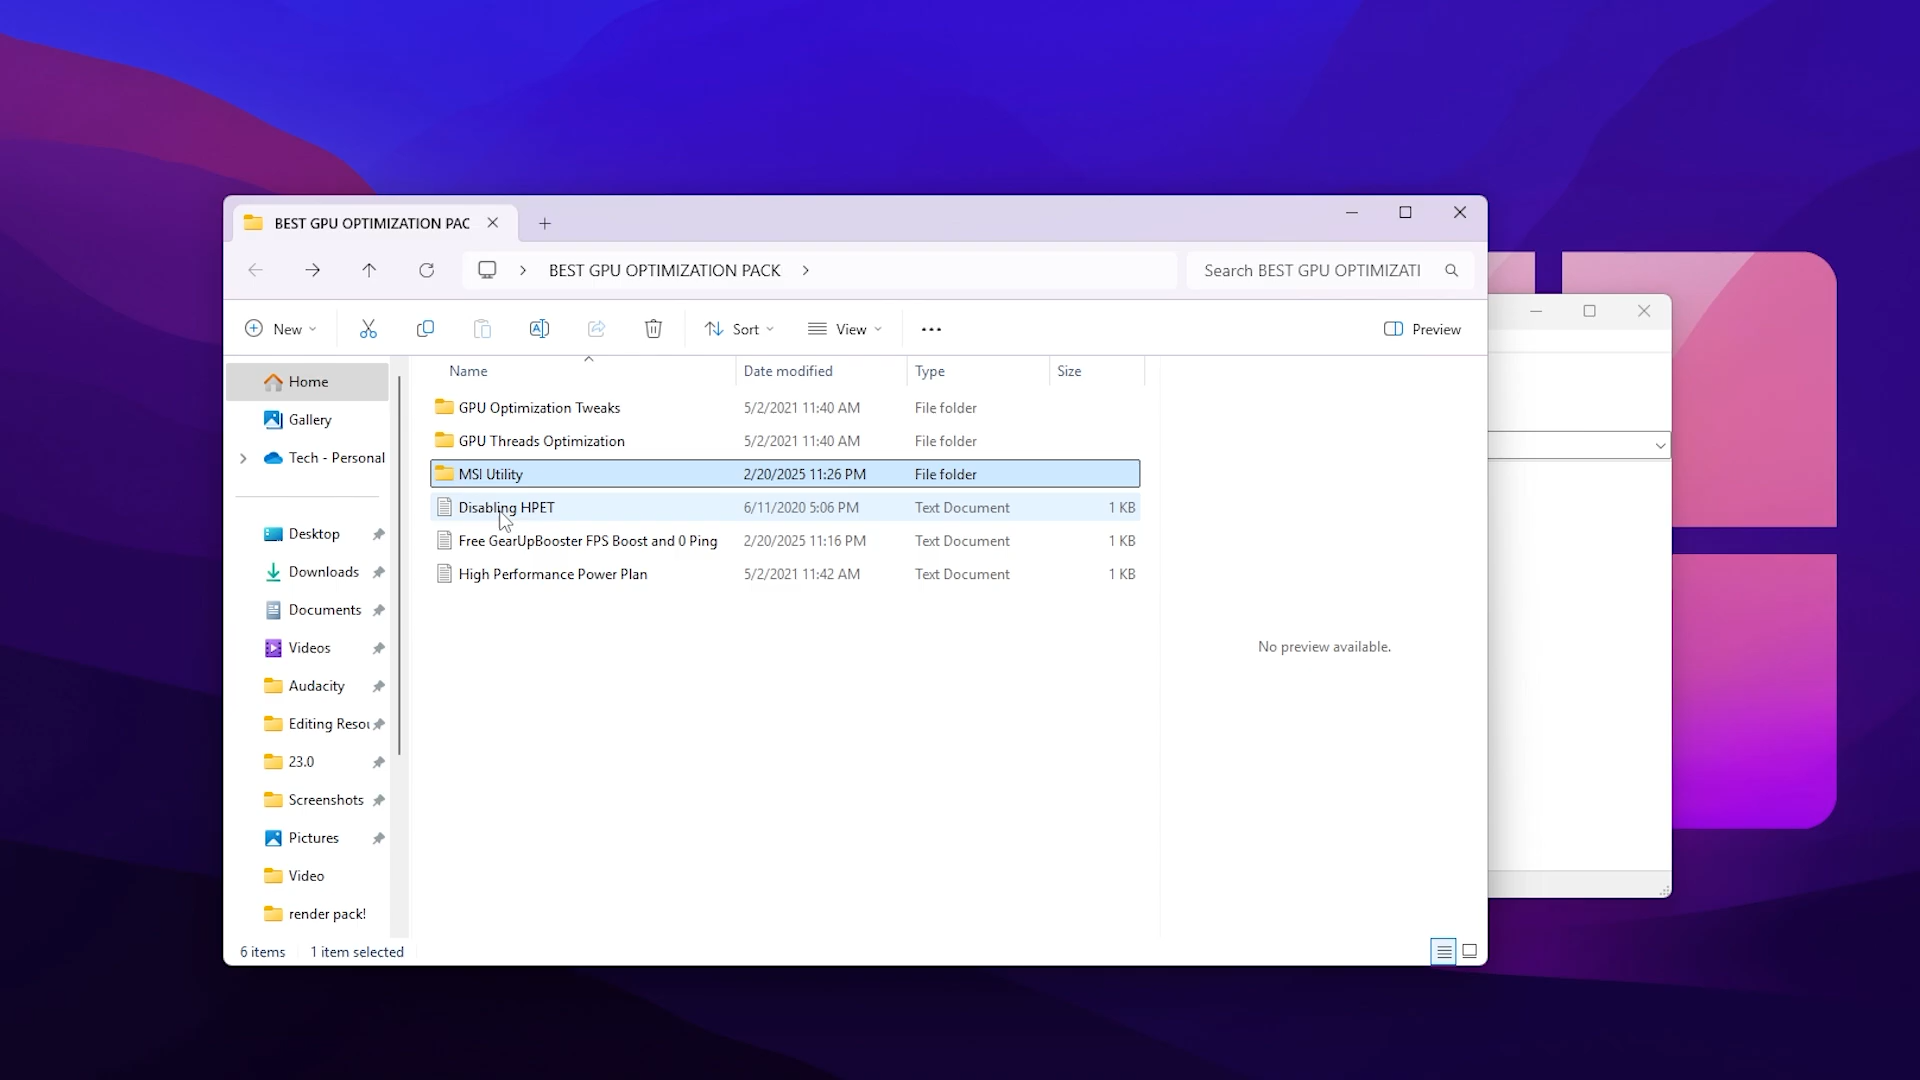 BEST GPU OPTIMIZATION PAC
BEST GPU OPTIMIZATION PACK
Search BEST GPU OPTIMIZATI
New
Sort
View
Preview
Home
Gallery
Tech - Personal
Desktop
Downloads
Documents
Videos
Audacity
Editing Resou
23.0
Screenshots
Pictures
Video
render pack!
Name Date modified Type Size
GPU Optimization Tweaks 5/2/2021 11:40 AM File folder
GPU Threads Optimization 5/2/2021 11:40 AM File folder
MSI Utility 2/20/2025 11:26 PM File folder
Disabling HPET 6/11/2020 5:06 PM Text Document 1 KB
Free GearUpBooster FPS Boost and 0 Ping 2/20/2025 11:16 PM Text Document 1 KB
High Performance Power Plan 5/2/2021 11:42 AM Text Document 1 KB
No preview available.
6 items 1 item selected